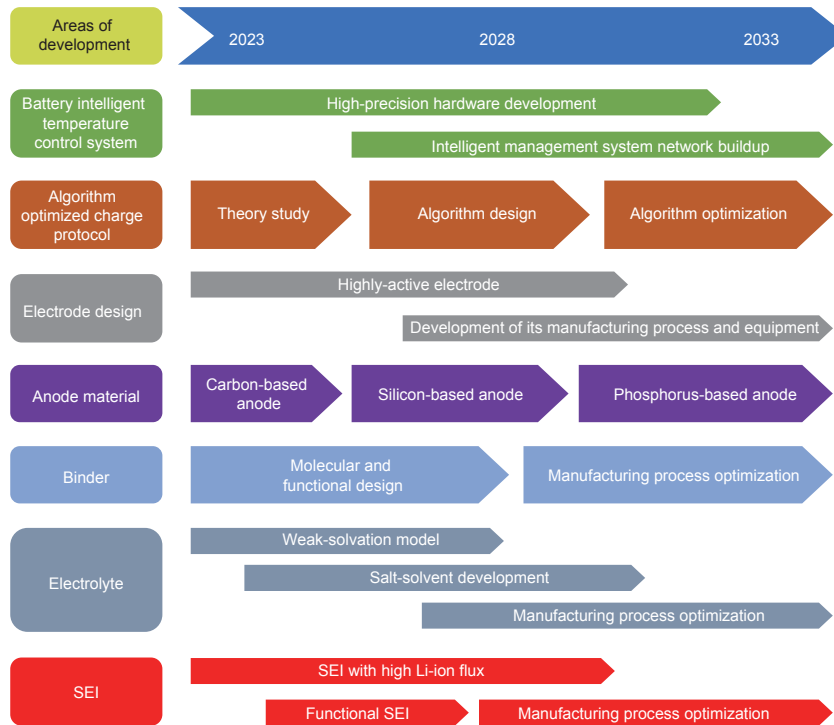 Areas of
development
2023
2028
2033
Battery intelligent
temperature
control system
High-precision hardware development
Intelligent management system network buildup
Algorithm
optimized charge
protocol
Theory study
Algorithm design
Algorithm optimization
Electrode design
Highly-active electrode
Development of its manufacturing process and equipment
Anode material
Carbon-based
anode
Silicon-based anode
Phosphorus-based anode
Binder
Molecular and
functional design
Manufacturing process optimization
Electrolyte
Weak-solvation model
Salt-solvent development
Manufacturing process optimization
SEI
SEI with high Li-ion flux
Functional SEI
Manufacturing process optimization